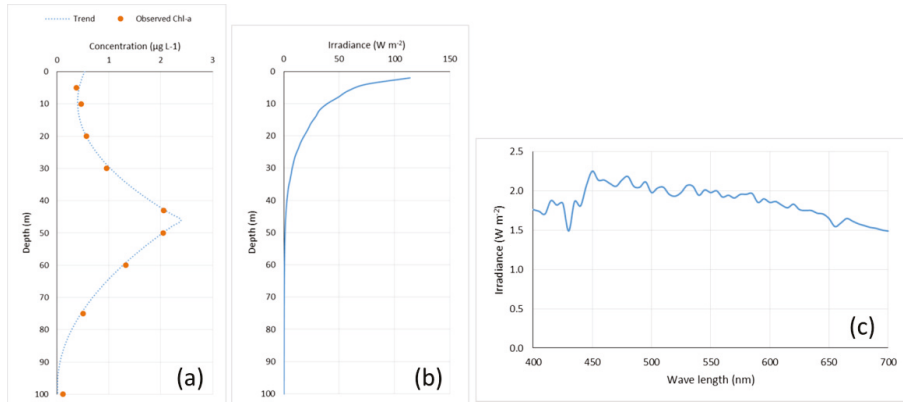 Trend Observed Chl-a
Concentration (µg L-1)
0 1 2 3
0
10
20
30
40
50
60
70
80
90
100
Depth (m)
(a)
Irradiance (W m-2)
0 50 100 150
0
10
20
30
40
50
60
70
80
90
100
Depth (m)
(b)
2.5
2.0
1.5
1.0
0.5
0.0
Irradiance (W m-2)
400 450 500 550 600 650 700
Wave length (nm)
(c)